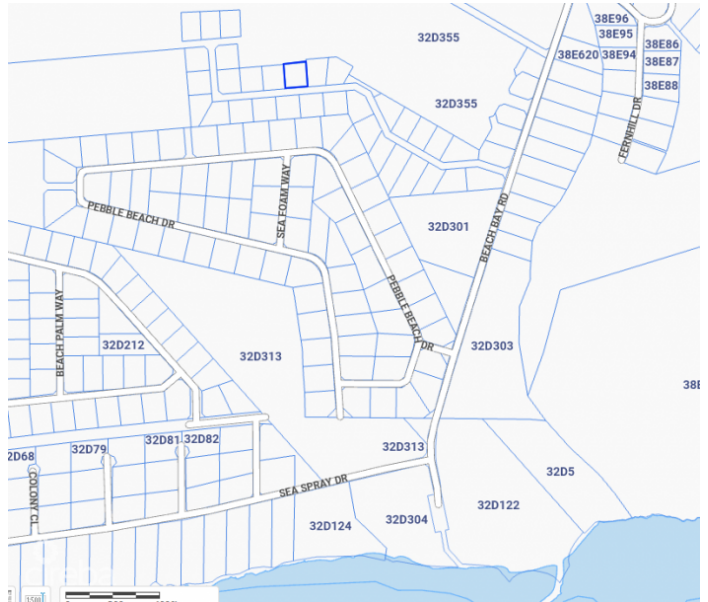 38E96
38E95
32D355
38E620
38E94
38E86
38E87
38E88
32D355
FERNHILL DR
SEA FOAM WAY
PEBBLE BEACH DR
32D301
BEACH BAY RD
PEBBLE BEACH DR
BEACH PALM WAY
32D212
32D313
32D303
38E
32D68
32D79
32D81
32D82
32D313
32D5
COLONY CL
SEA SPRAY DR
32D122
32D124
32D304